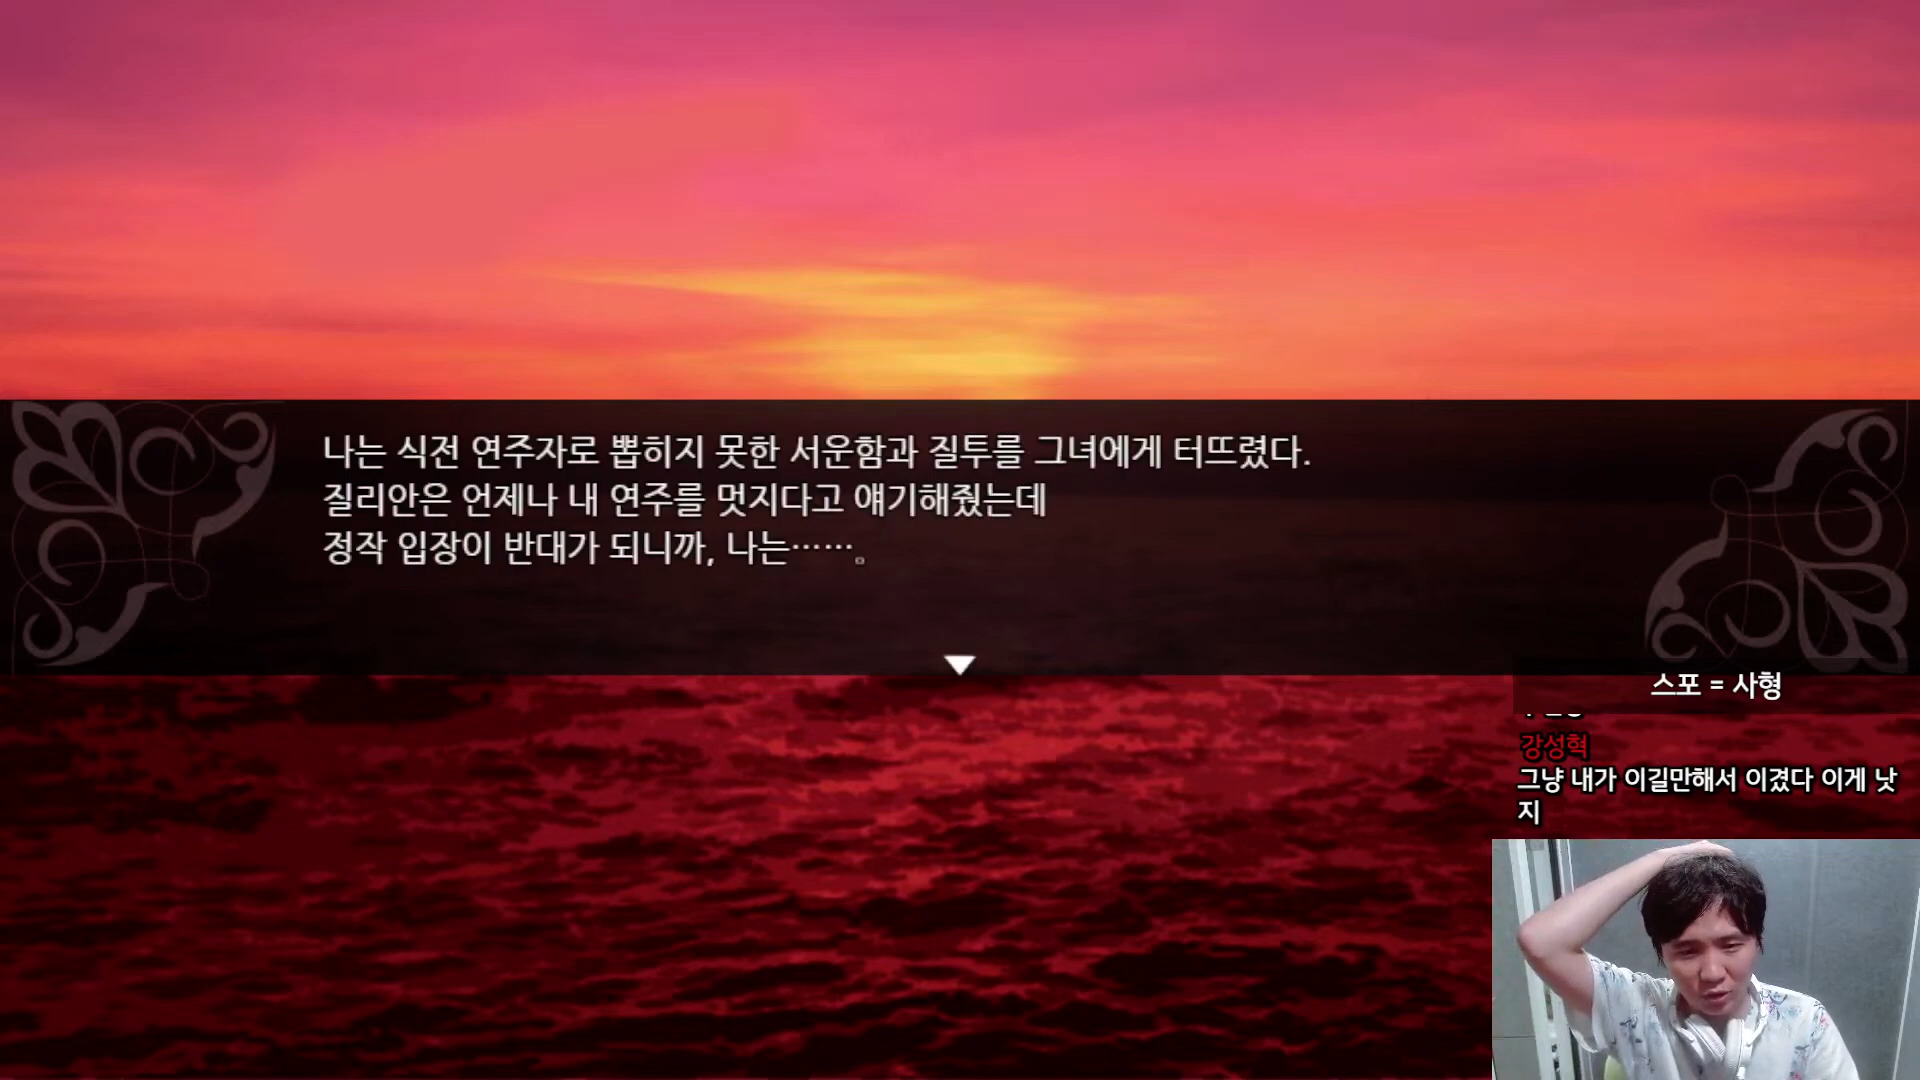 나는 식전 연주자로 뽑히지 못한 서운함과 질투를 그녀에게 터뜨렸다.
질리안은 언제나 내 연주를 멋지다고 얘기해줬는데
정작 입장이 반대가 되니까, 나는……。
스포 = 사형
강성혁
그냥 내가 이길만해서 이겼다 이게 낫
지